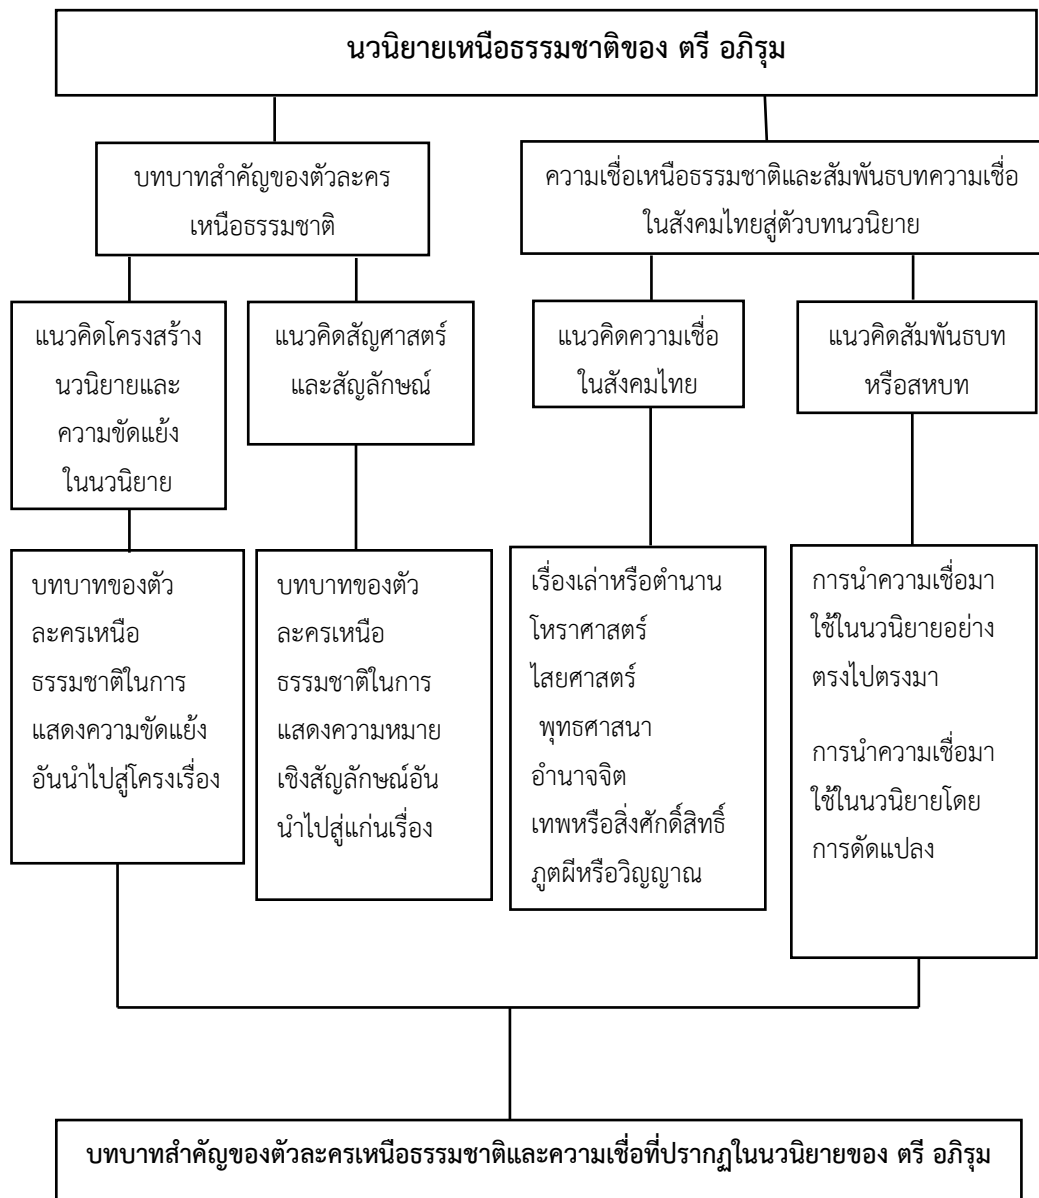 นวนิยายเหนือธรรมชาติของ ตรี อภิรุม
บทบาทสำคัญของตัวละคร
เหนือธรรมชาติ
ความเชื่อเหนือธรรมชาติและสัมพันธบทความเชื่อ
ในสังคมไทยสู่ตัวบทนวนิยาย
แนวคิดโครงสร้าง
นวนิยายและ
ความขัดแย้ง
ในนวนิยาย
แนวคิดสัญศาสตร์
และสัญลักษณ์
แนวคิดความเชื่อ
ในสังคมไทย
แนวคิดสัมพันธบท
หรือสหบท
บทบาทของตัว
ละครเหนือ
ธรรมชาติในการ
แสดงความขัดแย้ง
อันนำไปสู่โครงเรื่อง
บทบาทของตัว
ละครเหนือ
ธรรมชาติในการ
แสดงความหมาย
เชิงสัญลักษณ์อัน
นำไปสู่แก่นเรื่อง
เรื่องเล่าหรือตำนาน
โหราศาสตร์
ไสยศาสตร์
พุทธศาสนา
อำนาจจิต
เทพหรือสิ่งศักดิ์สิทธิ์
ภูตผีหรือวิญญาณ
การนำความเชื่อมา
ใช้ในนวนิยายอย่าง
ตรงไปตรงมา
การนำความเชื่อมา
ใช้ในนวนิยายโดย
การดัดแปลง
บทบาทสำคัญของตัวละครเหนือธรรมชาติและความเชื่อที่ปรากฏในนวนิยายของ ตรี อภิรุม